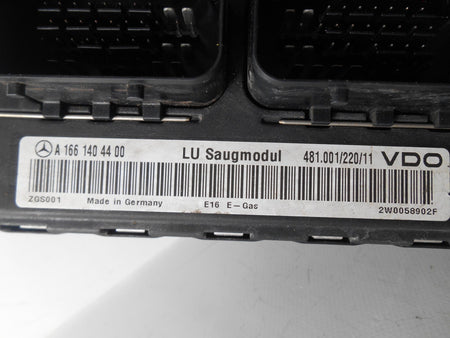 A 166 140 44 00 LU Saugmodul 481.001/220/11 VDO
ZGS001 Made in Germany E16 E-Gas 2W0058902F